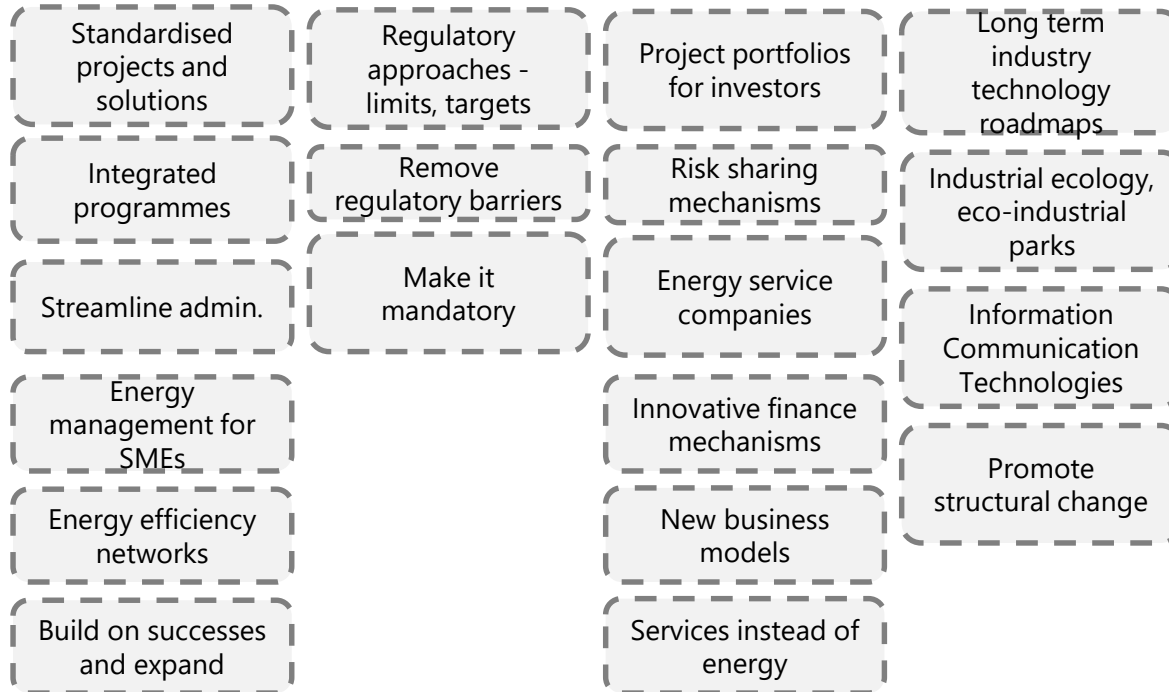 Standardised
projects and
solutions
Integrated
programmes
Streamline admin.
Energy
management for
SMEs
Energy efficiency
networks
Build on successes
and expand
Regulatory
approaches -
limits, targets
Remove
regulatory barriers
Make it
mandatory
Project portfolios
for investors
Risk sharing
mechanisms
Energy service
companies
Innovative finance
mechanisms
New business
models
Services instead of
energy
Long term
industry
technology
roadmaps
Industrial ecology,
eco-industrial
parks
Information
Communication
Technologies
Promote
structural change